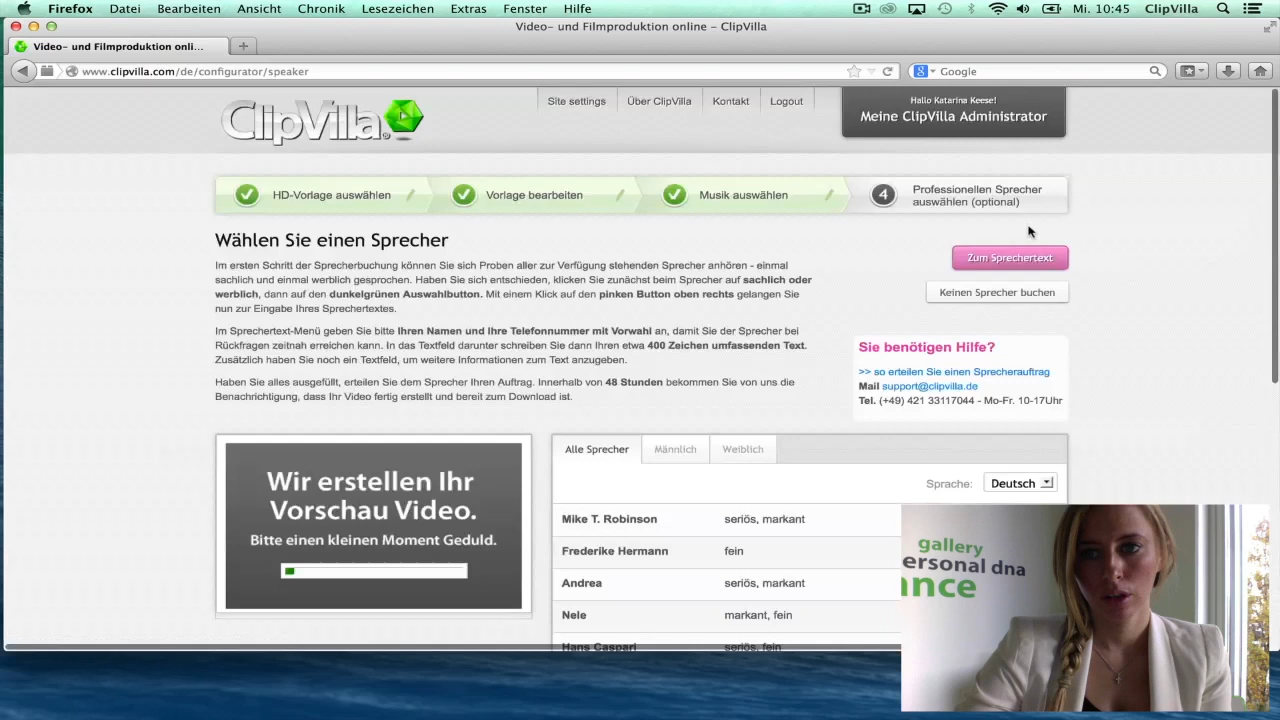 Firefox Datei Bearbeiten Ansicht Chronik Lesezeichen Extras Fenster Hilfe Mi. 10:45 ClipVilla
Video- und Filmproduktion online - ClipVilla
Video- und Filmproduktion onli...
www.clipvilla.com/de/configurator/speaker
Google
ClipVilla
Site settings Über ClipVilla Kontakt Logout
Hallo Katarina Keese!
Meine ClipVilla Administrator
HD-Vorlage auswählen
Vorlage bearbeiten
Musik auswählen
4
Professionellen Sprecher
auswählen (optional)
Wählen Sie einen Sprecher
Im ersten Schritt der Sprecherbuchung können Sie sich Proben aller zur Verfügung stehenden Sprecher anhören - einmal
sachlich und einmal werblich gesprochen. Haben Sie sich entschieden, klicken Sie zunächst beim Sprecher auf sachlich oder
werblich, dann auf den dunkelgrünen Auswahlbutton. Mit einem Klick auf den pinken Button oben rechts gelangen Sie
nun zur Eingabe Ihres Sprechertextes.
Im Sprechertext-Menü geben Sie bitte Ihren Namen und Ihre Telefonnummer mit Vorwahl an, damit Sie der Sprecher bei
Rückfragen zeitnah erreichen kann. In das Textfeld darunter schreiben Sie dann Ihren etwa 400 Zeichen umfassenden Text.
Zusätzlich haben Sie noch ein Textfeld, um weitere Informationen zum Text anzugeben.
Haben Sie alles ausgefüllt, erteilen Sie dem Sprecher Ihren Auftrag. Innerhalb von 48 Stunden bekommen Sie von uns die
Benachrichtigung, dass Ihr Video fertig erstellt und bereit zum Download ist.
Zum Sprechertext
Keinen Sprecher buchen
Sie benötigen Hilfe?
>> so erteilen Sie einen Sprecherauftrag
Mail support@clipvilla.de
Tel. (+49) 421 33117044 - Mo-Fr. 10-17Uhr
Wir erstellen Ihr
Vorschau Video.
Bitte einen kleinen Moment Geduld.
Alle Sprecher Männlich Weiblich
Sprache: Deutsch
Mike T. Robinson seriös, markant
Frederike Hermann fein
Andrea seriös, markant
Nele markant, fein
Hans Caspari seriös, fein
gallery
ersonal dna
ance